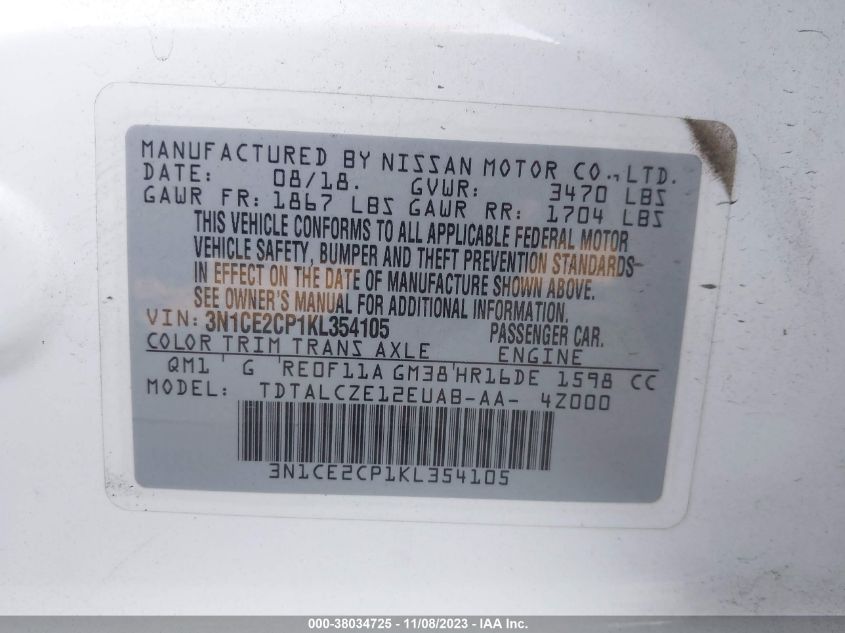 MANUFACTURED BY NISSAN MOTOR CO., LTD.
DATE: 08/18. GVWR: 3470 LBS
GAWR FR: 1867 LBS GAWR RR: 1704 LBS
THIS VEHICLE CONFORMS TO ALL APPLICABLE FEDERAL MOTOR
VEHICLE SAFETY, BUMPER AND THEFT PREVENTION STANDARDS
IN EFFECT ON THE DATE OF MANUFACTURE SHOWN ABOVE.
SEE OWNER'S MANUAL FOR ADDITIONAL INFORMATION.
VIN: 3N1CE2CP1KL354105 PASSENGER CAR.
COLOR TRIM TRANS AXLE ENGINE
QM1 G RE0F11A GM38 HR16DE 1598 CC
MODEL: TDTALCZE12EUAB-AA- 4Z000
3N1CE2CP1KL354105
000-38034725 - 11/08/2023 - IAA Inc.